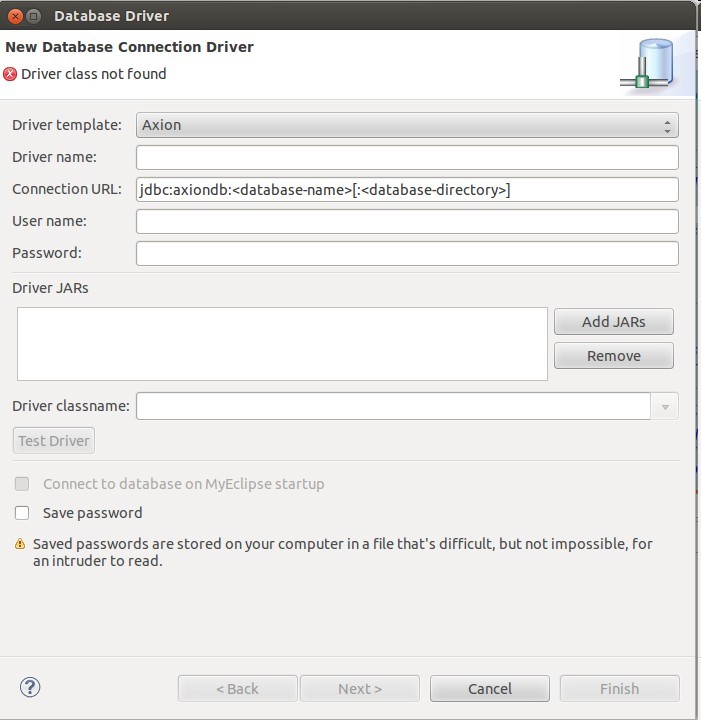 Database Driver
New Database Connection Driver
Driver class not found
Driver template: Axion
Driver name:
Connection URL: jdbc:axiondb:<database-name>[:<database-directory>]
User name:
Password:
Driver JARs
Add JARs
Remove
Driver classname:
Test Driver
Connect to database on MyEclipse startup
Save password
Saved passwords are stored on your computer in a file that's difficult, but not impossible, for
an intruder to read.
? < Back Next > Cancel Finish